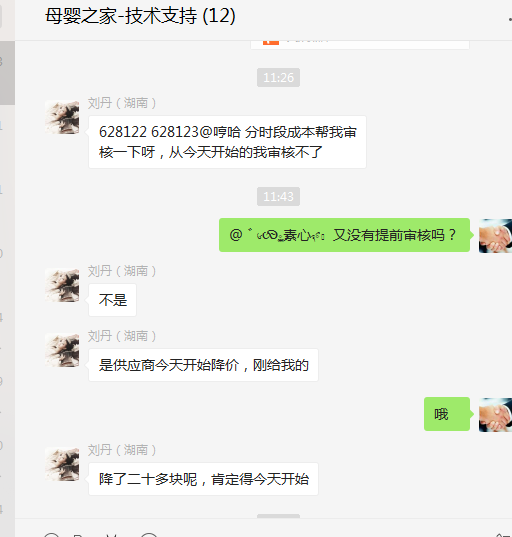 母婴之家-技术支持 (12)
11:26
刘丹（湖南）
628122 628123@哼哈 分时段成本帮我审
核一下呀，从今天开始的我审核不了
11:43
素心 又没有提前审核吗？
刘丹（湖南）
不是
刘丹（湖南）
是供应商今天开始降价，刚给我的
哦
刘丹（湖南）
降了二十多块呢，肯定得今天开始